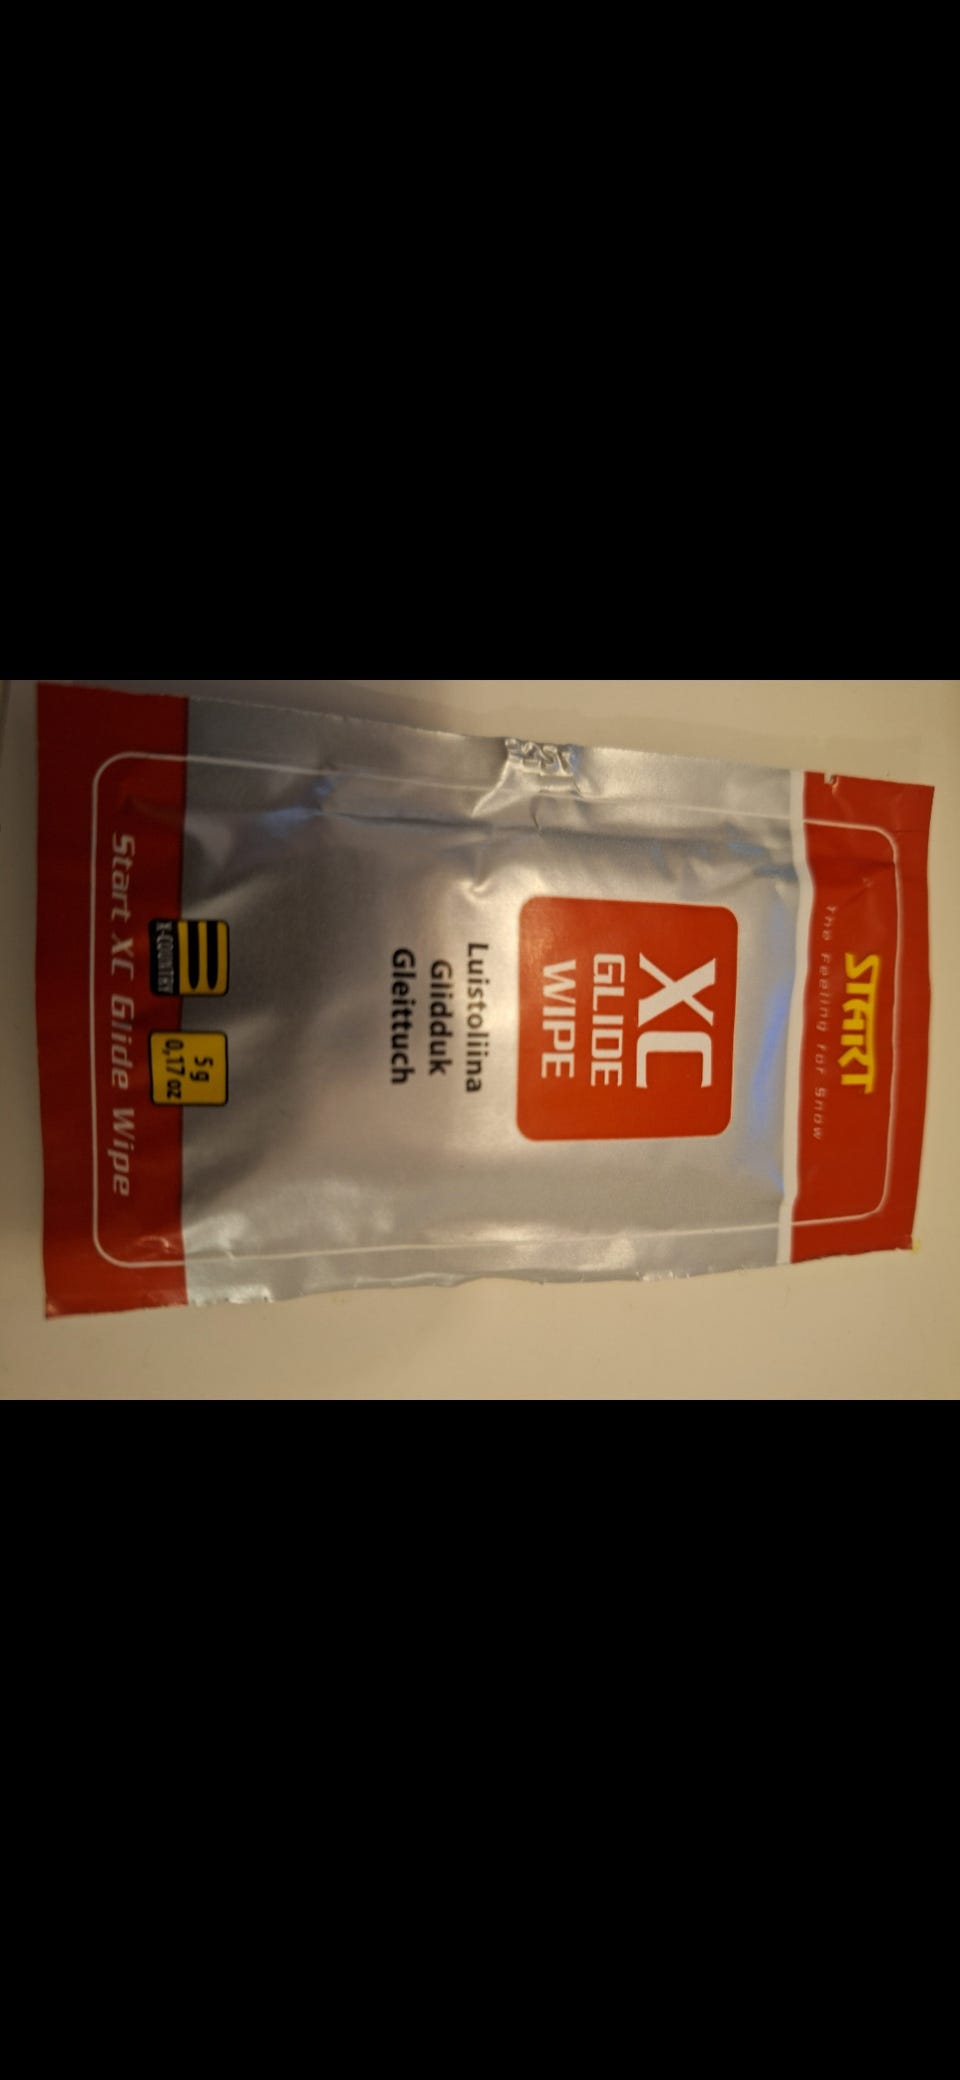 START
The Feeling for Snow
XC
GLIDE
WIPE
Luistoliina
Glidduk
Gleittuch
X-COUNTRY
5 g
0,17 oz
Start XC Glide Wipe